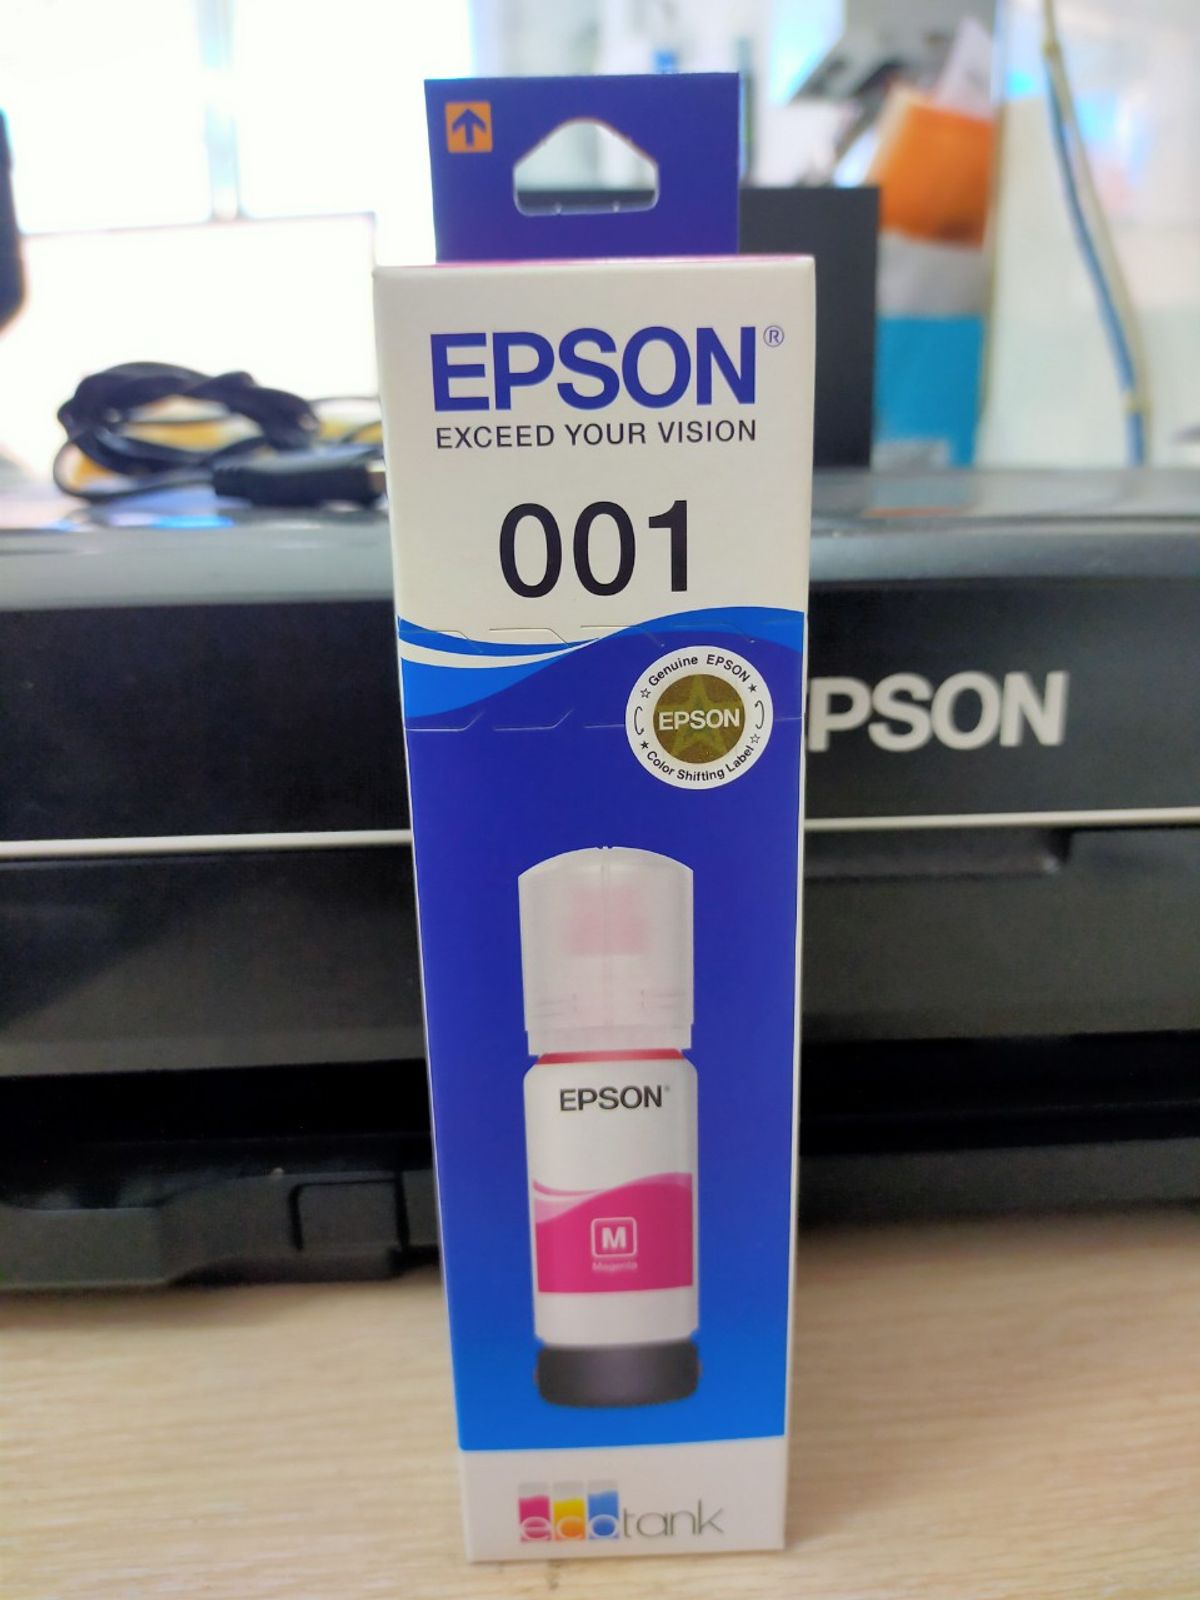 EPSON®
EXCEED YOUR VISION
001
Genuine EPSON
EPSON
Color Shifting Label
PSON
EPSON
M
Magenta
ecotank